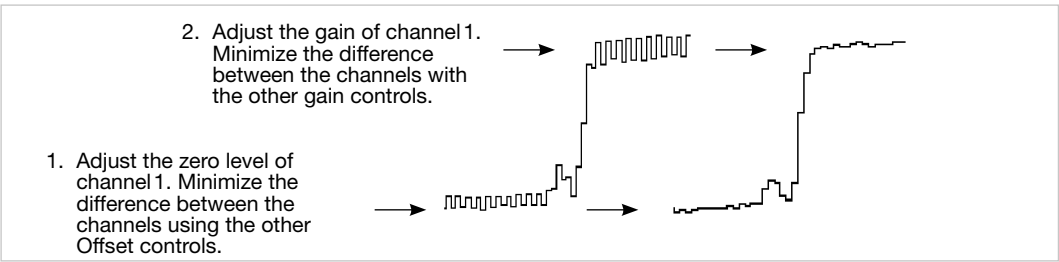 2. Adjust the gain of channel 1.
Minimize the difference
between the channels with
the other gain controls.
1. Adjust the zero level of
channel 1. Minimize the
difference between the
channels using the other
Offset controls.